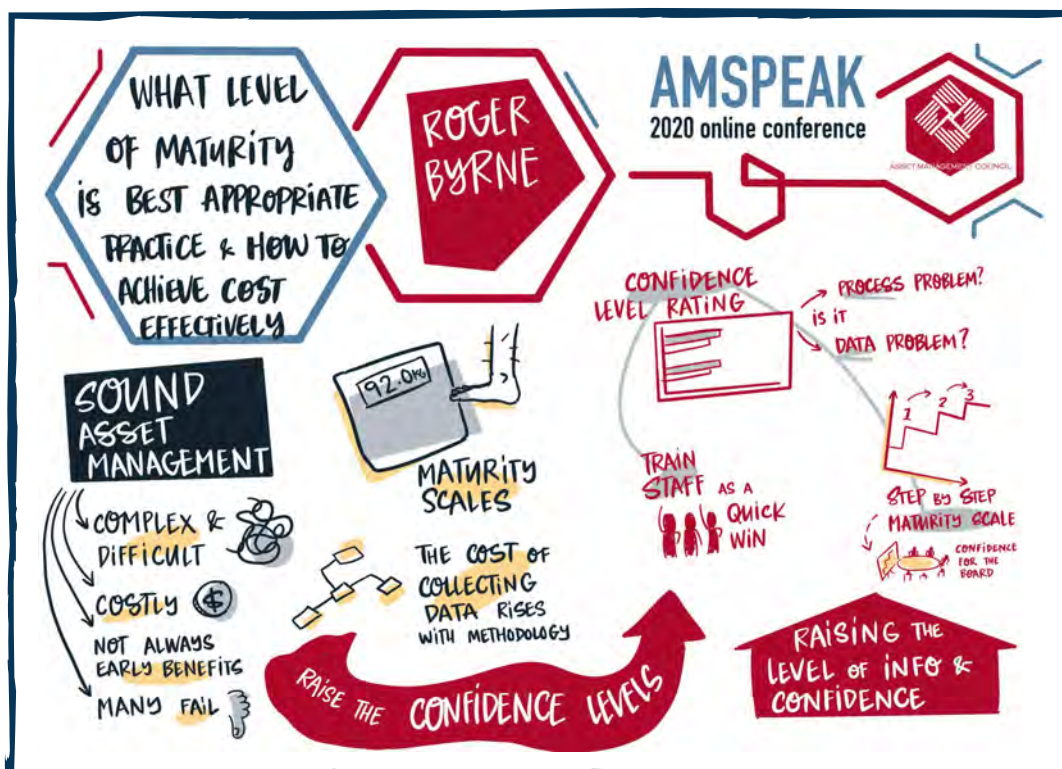 WHAT LEVEL
OF MATURITY
IS BEST APPROPRIATE
PRACTICE & HOW TO
ACHIEVE COST
EFFECTIVELY
ROGER
BYRNE
AMSPEAK
2020 online conference
ASSET MANAGEMENT COUNCIL
SOUND
ASSET
MANAGEMENT
COMPLEX &
DIFFICULT
COSTLY $
NOT ALWAYS
EARLY BENEFITS
MANY FAIL
92.0KG
MATURITY
SCALES
THE COST OF
COLLECTING
DATA RISES
WITH METHODOLOGY
RAISE THE CONFIDENCE LEVELS
CONFIDENCE
LEVEL RATING
PROCESS PROBLEM?
IS IT
DATA PROBLEM?
TRAIN
STAFF AS A
QUICK
WIN
1 2 3
STEP BY STEP
MATURITY SCALE
CONFIDENCE
FOR THE
BOARD
RAISING THE
LEVEL OF INFO &
CONFIDENCE